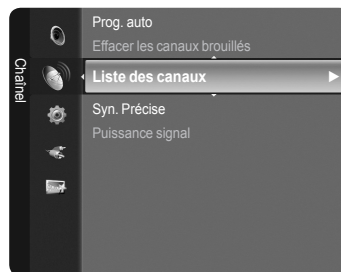 Chaînel
Prog. auto
Effacer les canaux brouillés
Liste des canaux
Syn. Précise
Puissance signal